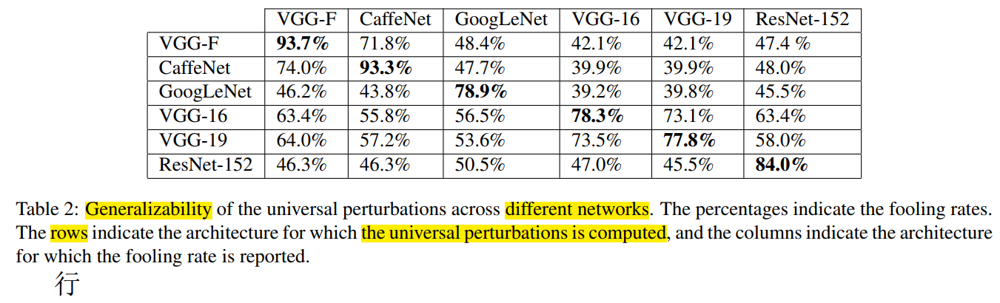 VGG-F CaffeNet GoogLeNet VGG-16 VGG-19 ResNet-152
VGG-F 93.7% 71.8% 48.4% 42.1% 42.1% 47.4 %
CaffeNet 74.0% 93.3% 47.7% 39.9% 39.9% 48.0%
GoogLeNet 46.2% 43.8% 78.9% 39.2% 39.8% 45.5%
VGG-16 63.4% 55.8% 56.5% 78.3% 73.1% 63.4%
VGG-19 64.0% 57.2% 53.6% 73.5% 77.8% 58.0%
ResNet-152 46.3% 46.3% 50.5% 47.0% 45.5% 84.0%
Table 2: Generalizability of the universal perturbations across different networks. The percentages indicate the fooling rates.
The rows indicate the architecture for which the universal perturbations is computed, and the columns indicate the architecture
for which the fooling rate is reported.
行